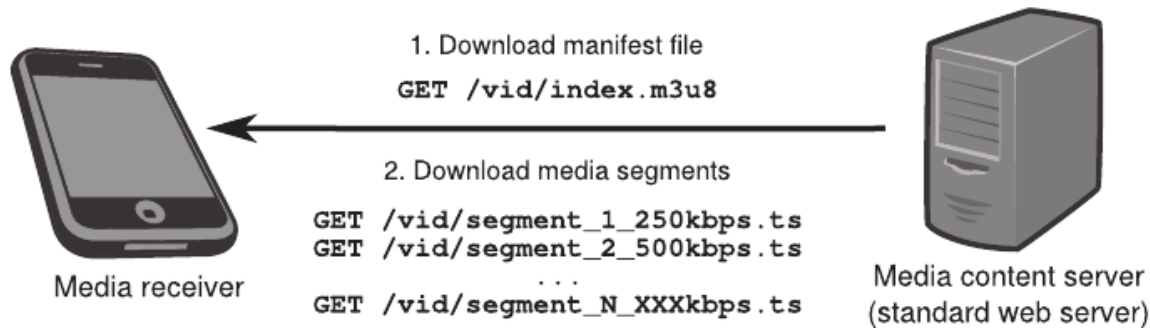 1. Download manifest file
GET /vid/index.m3u8
2. Download media segments
GET /vid/segment_1_250kbps.ts
GET /vid/segment_2_500kbps.ts
...
GET /vid/segment_N_XXXkbps.ts
Media receiver
Media content server
(standard web server)